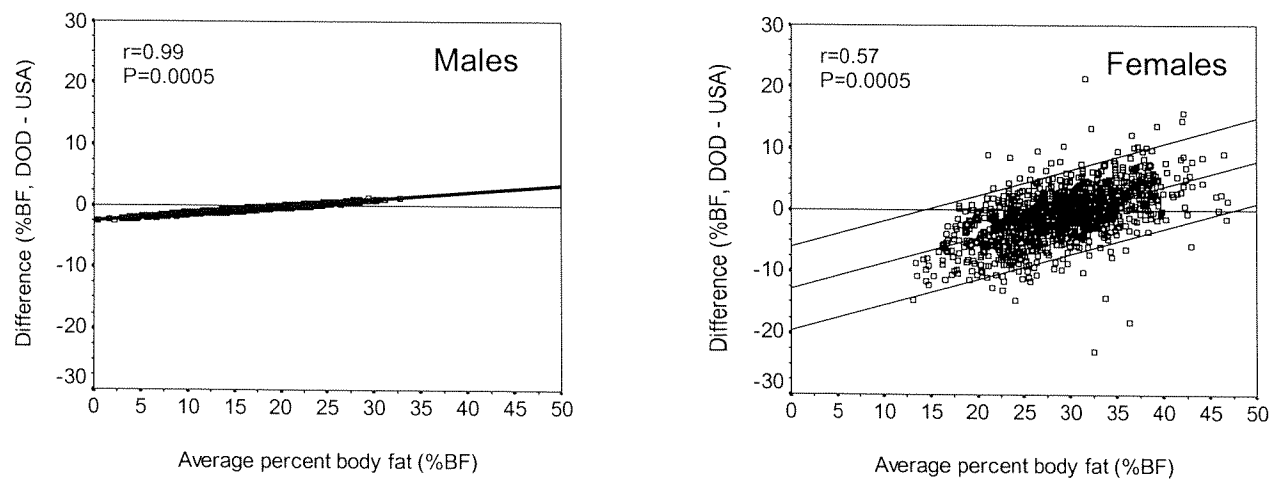 30
20
10
0
-10
-20
-30
Difference (%BF, DOD - USA)
r=0.99
P=0.0005
Males
0 5 10 15 20 25 30 35 40 45 50
Average percent body fat (%BF)
30
20
10
0
-10
-20
-30
Difference (%BF, DOD - USA)
r=0.57
P=0.0005
Females
0 5 10 15 20 25 30 35 40 45 50
Average percent body fat (%BF)